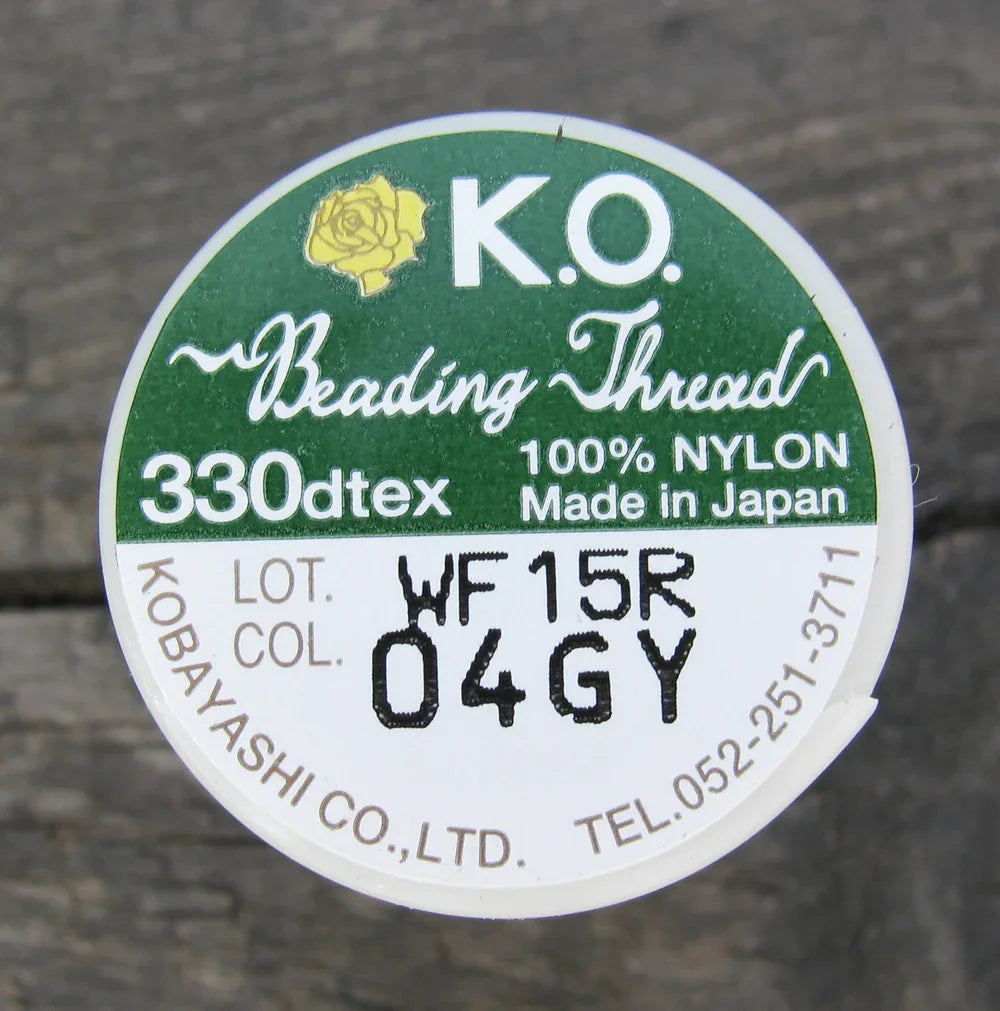 K.O.
Beading Thread
330dtex
100% NYLON
Made in Japan
LOT. WF15R
COL. 04GY
KOBAYASHI CO.,LTD.
TEL.052-251-3711